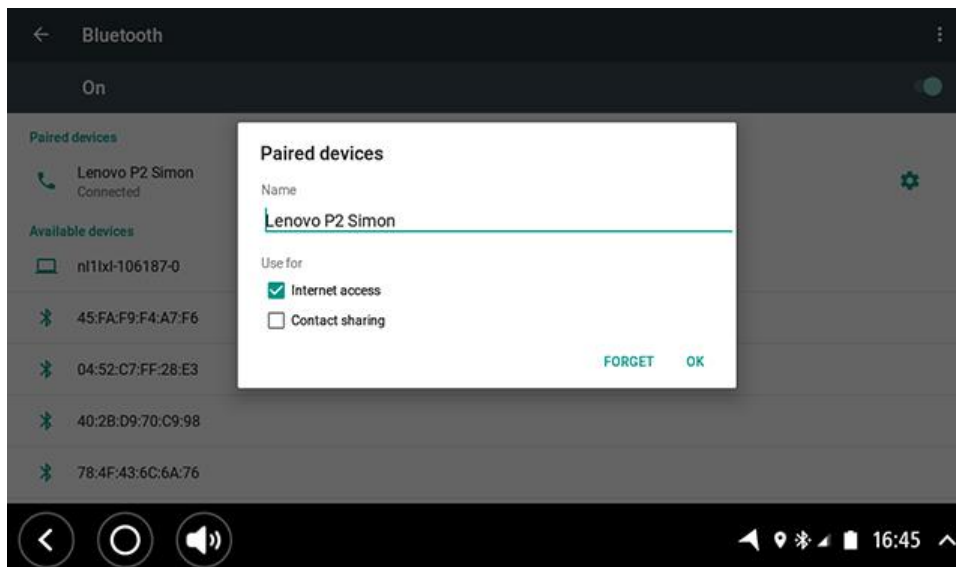 Bluetooth
On
Paired devices
Lenovo P2 Simon
Connected
Available devices
nl1lxl-106187-0
45:FA:F9:F4:A7:F6
04:52:C7:FF:28:E3
40:2B:D9:70:C9:98
78:4F:43:6C:6A:76
Paired devices
Name
Lenovo P2 Simon
Use for
Internet access
Contact sharing
FORGET OK
16:45